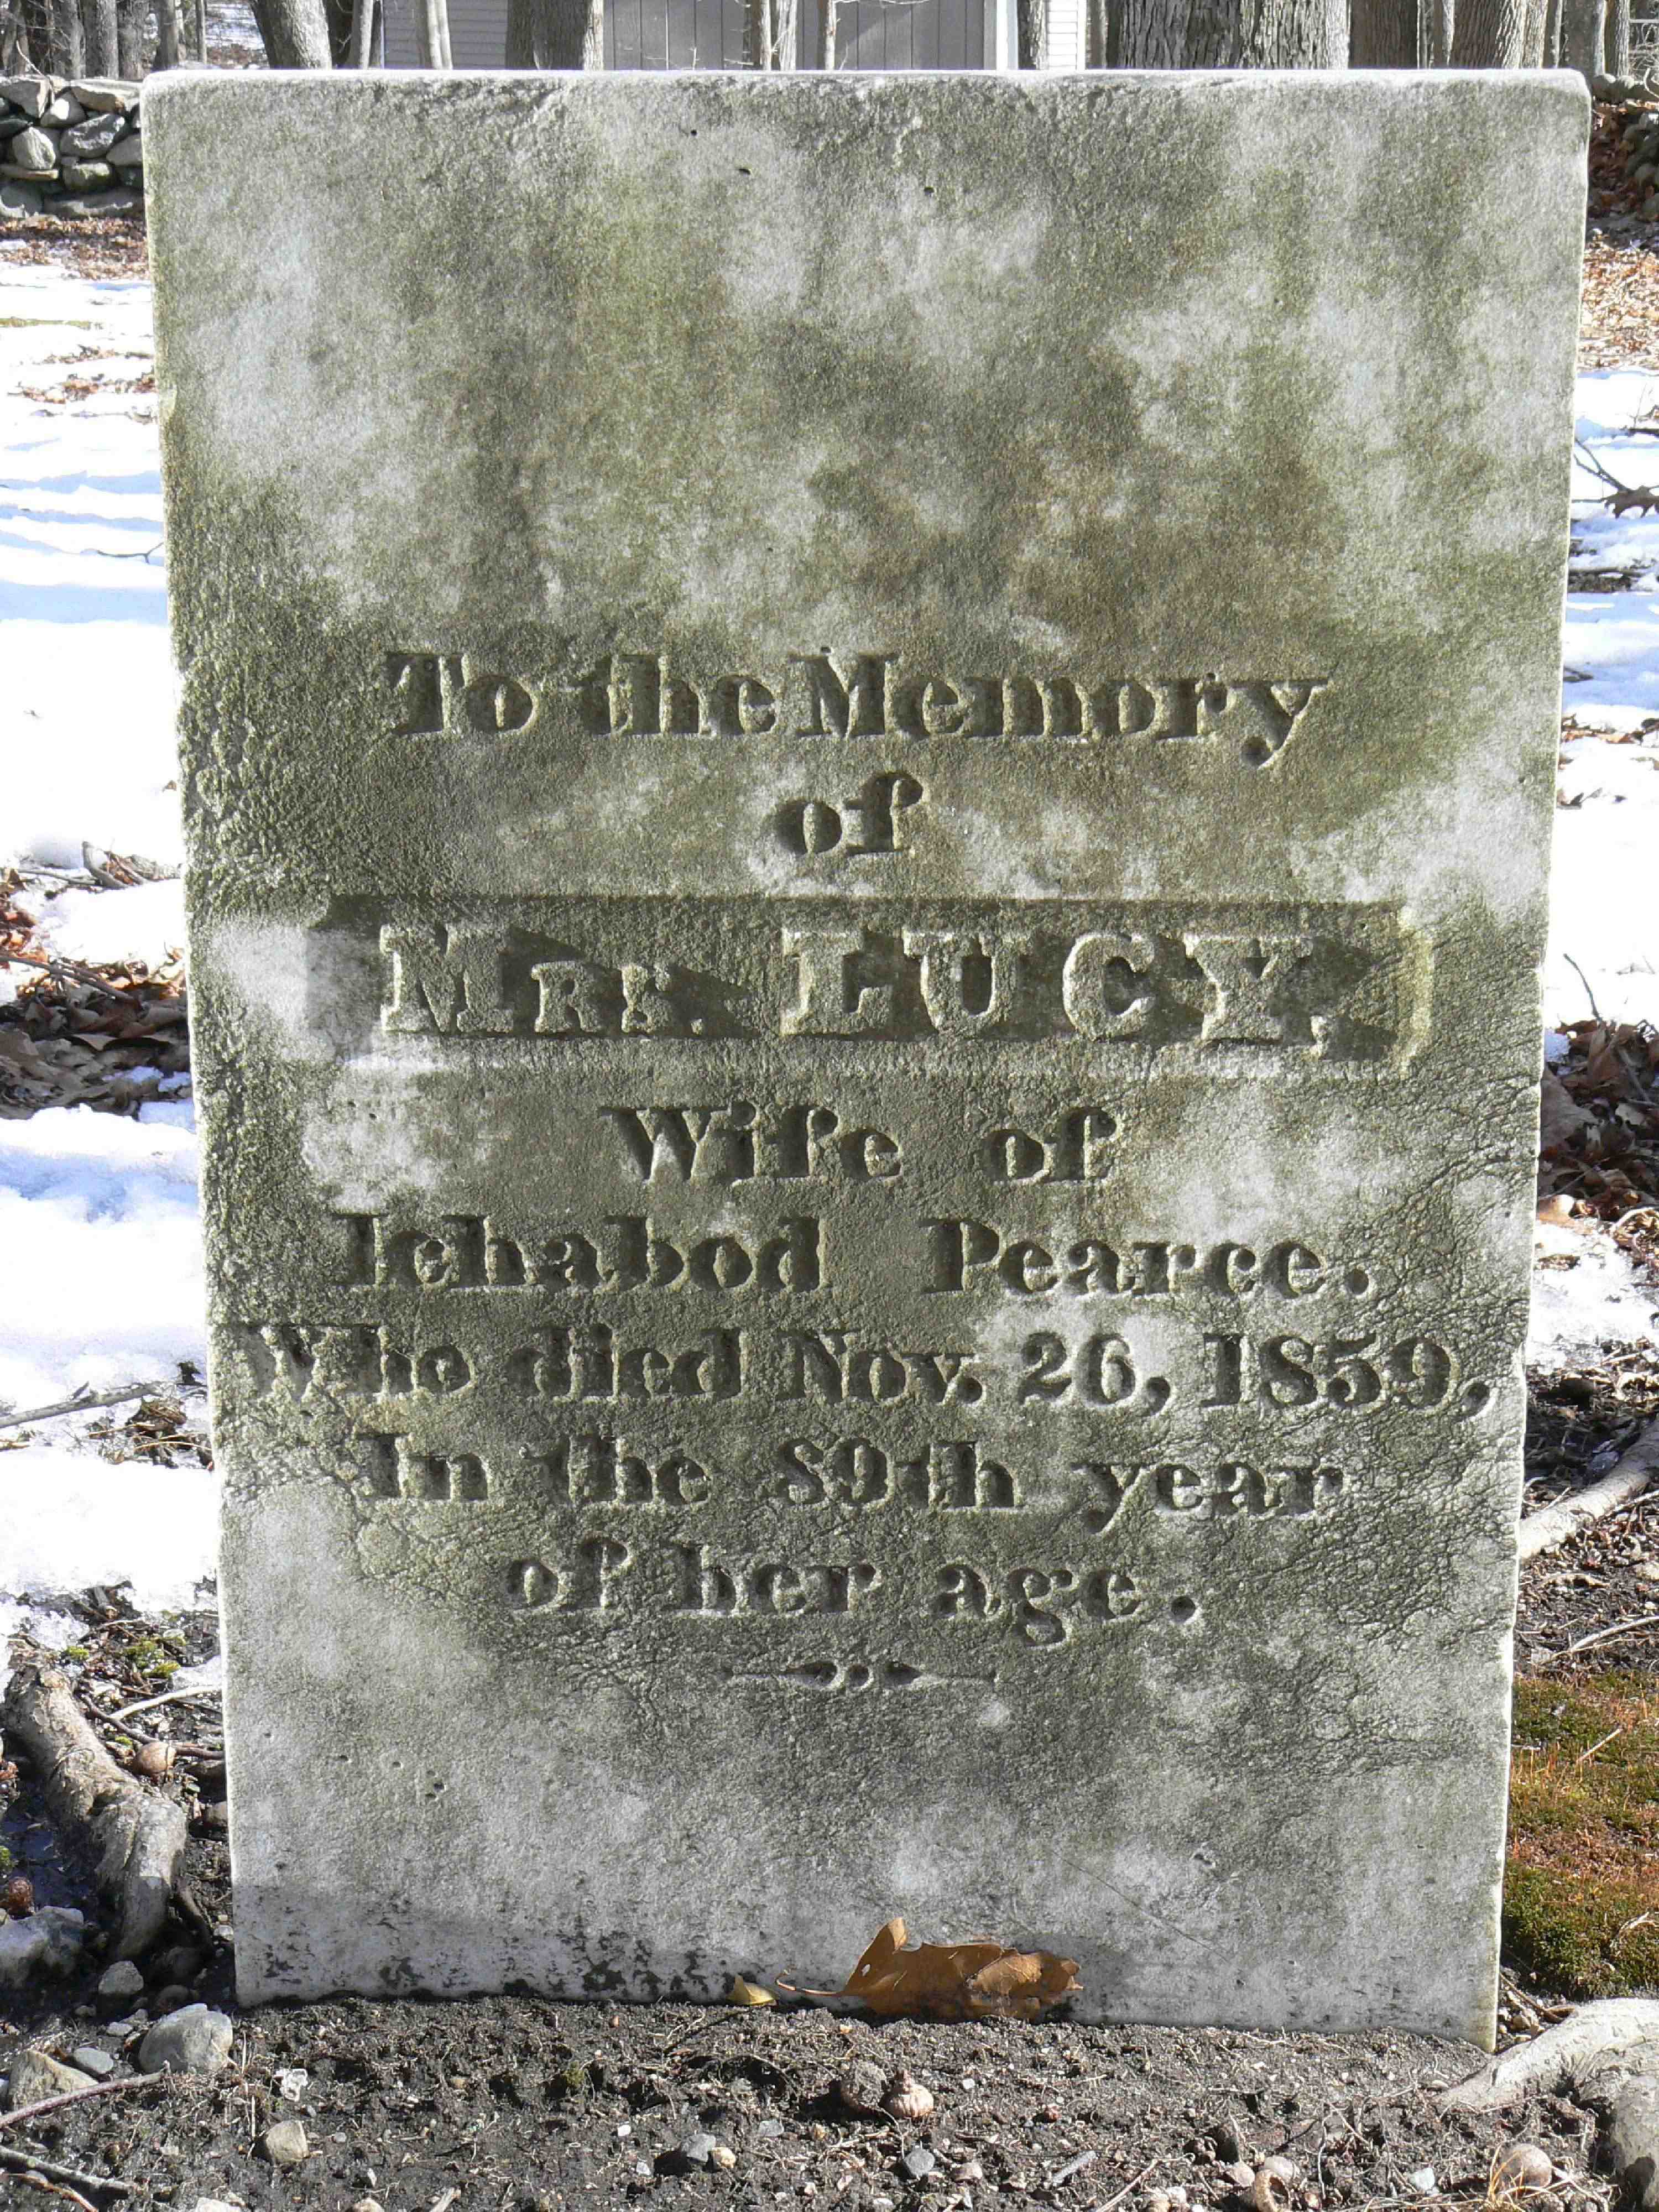 To the Memory
of
Mrs. LUCY,
Wife of
Ichabod Pearce.
Who died Nov. 26, 1859,
In the 89th year
of her age.